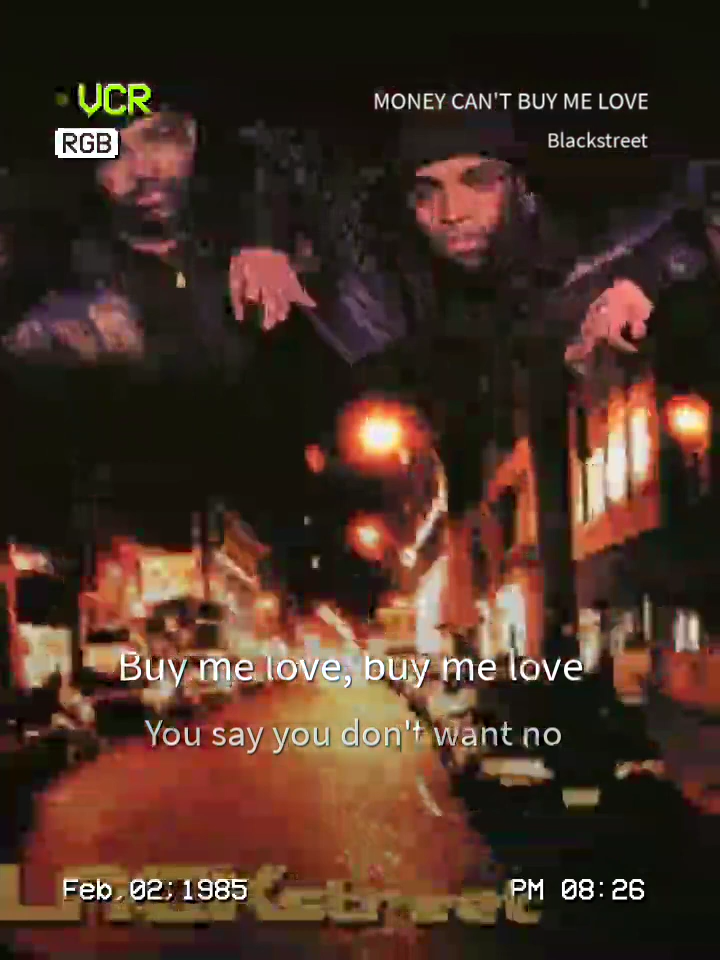 VCR
RGB
MONEY CAN'T BUY ME LOVE
Blackstreet
Buy me love, buy me love
You say you don't want no
Feb.02;1985
PM 08:26